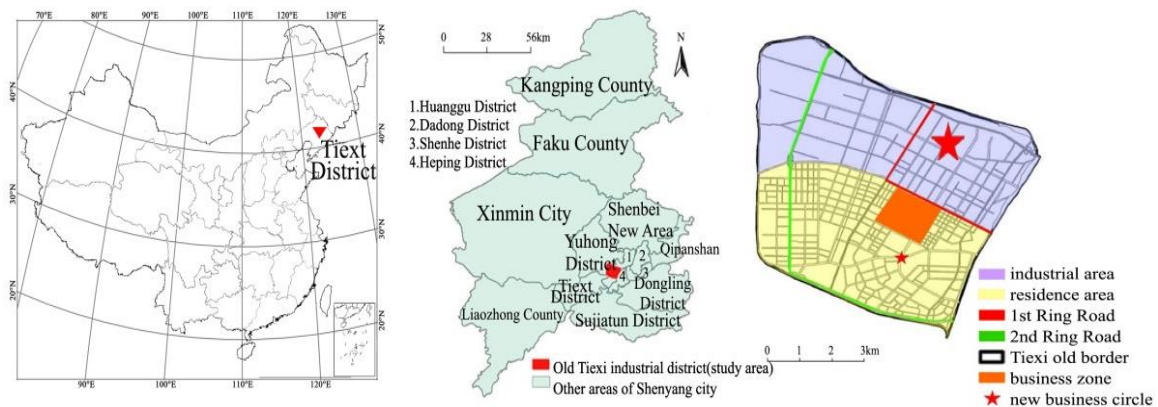 70°E 80°E 90°E 100°E 110°E 120°E 130°E
50°N
40°N
30°N
20°N
50°N
40°N
30°N
20°N
90°E 100°E 110°E 120°E
Tiext
District
0 28 56km
N
1.Huanggu District
2.Dadong District
3.Shenhe District
4.Heping District
Kangping County
Faku County
Xinmin City
Shenbei
New Area
Yuhong
District
Qipanshan
1 2
3
4
Tiext
District
Dongling
District
Liaozhong County
Sujiatun District
Old Tiexi industrial district(study area)
Other areas of Shenyang city
0 1 2 3km
industrial area
residence area
1st Ring Road
2nd Ring Road
Tiexi old border
business zone
new business circle